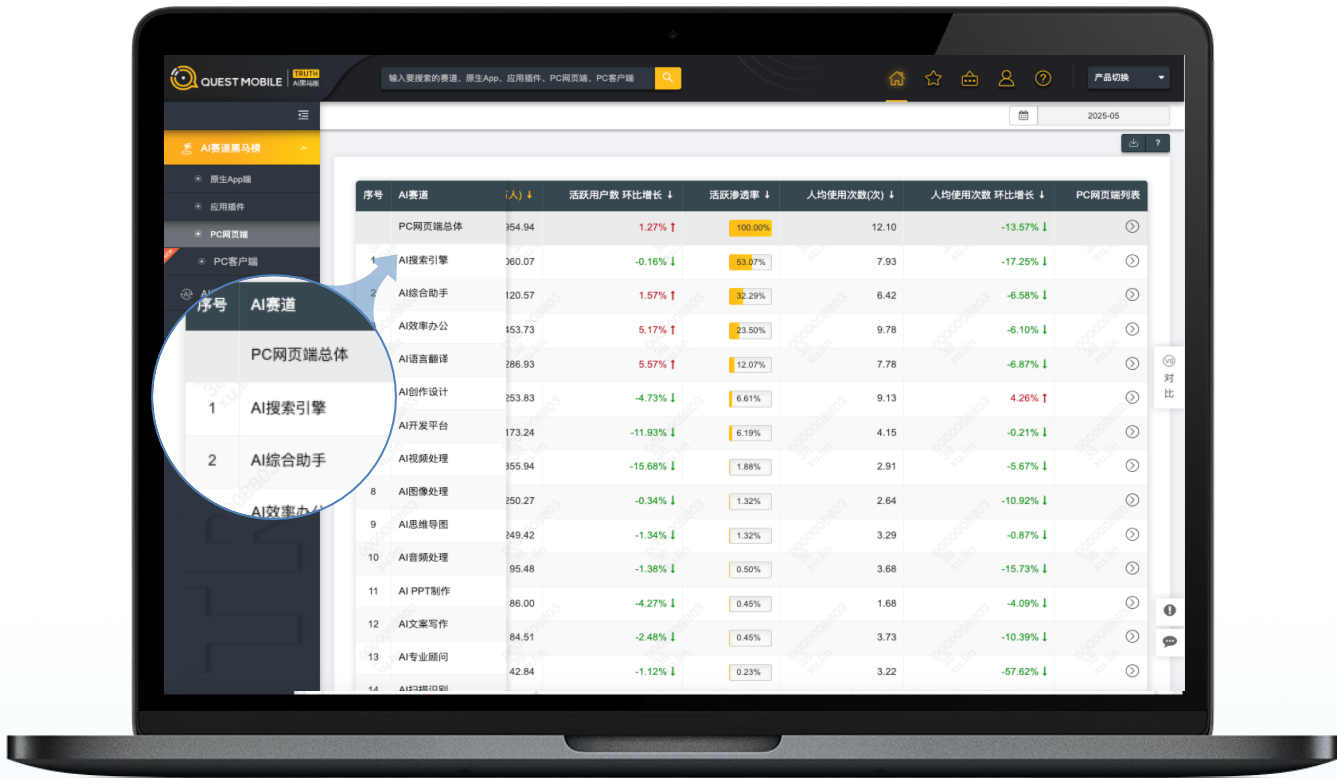 QUEST MOBILE TRUTH AI黑马版
输入要搜索的赛道、原生App、应用插件、PC网页端、PC客户端
产品切换
2025-05
AI赛道黑马榜
原生App端
应用插件
PC网页端
PC客户端
序号 AI赛道 活跃用户数 环比增长 ↓ 活跃渗透率 ↓ 人均使用次数(次) ↓ 人均使用次数 环比增长 ↓ PC网页端列表
PC网页端总体 954.94 1.27% ↑ 100.00% 12.10 -13.57% ↓
1 AI搜索引擎 060.07 -0.16% ↓ 53.07% 7.93 -17.25% ↓
2 AI综合助手 120.57 1.57% ↑ 32.29% 6.42 -6.58% ↓
AI效率办公 453.73 5.17% ↑ 23.50% 9.78 -6.10% ↓
AI语言翻译 286.93 5.57% ↑ 12.07% 7.78 -6.87% ↓
AI创作设计 253.83 -4.73% ↓ 6.61% 9.13 4.26% ↑
AI开发平台 173.24 -11.93% ↓ 6.19% 4.15 -0.21% ↓
AI视频处理 355.94 -15.68% ↓ 1.88% 2.91 -5.67% ↓
8 AI图像处理 250.27 -0.34% ↓ 1.32% 2.64 -10.92% ↓
9 AI思维导图 249.42 -1.34% ↓ 1.32% 3.29 -0.87% ↓
10 AI音频处理 95.48 -1.38% ↓ 0.50% 3.68 -15.73% ↓
11 AI PPT制作 86.00 -4.27% ↓ 0.45% 1.68 -4.09% ↓
12 AI文案写作 84.51 -2.48% ↓ 0.45% 3.73 -10.39% ↓
13 AI专业顾问 42.84 -1.12% ↓ 0.23% 3.22 -57.62% ↓
14 AI扫描识别
序号 AI赛道
PC网页端总体
1 AI搜索引擎
2 AI综合助手
AI效率办公
VS
对
比